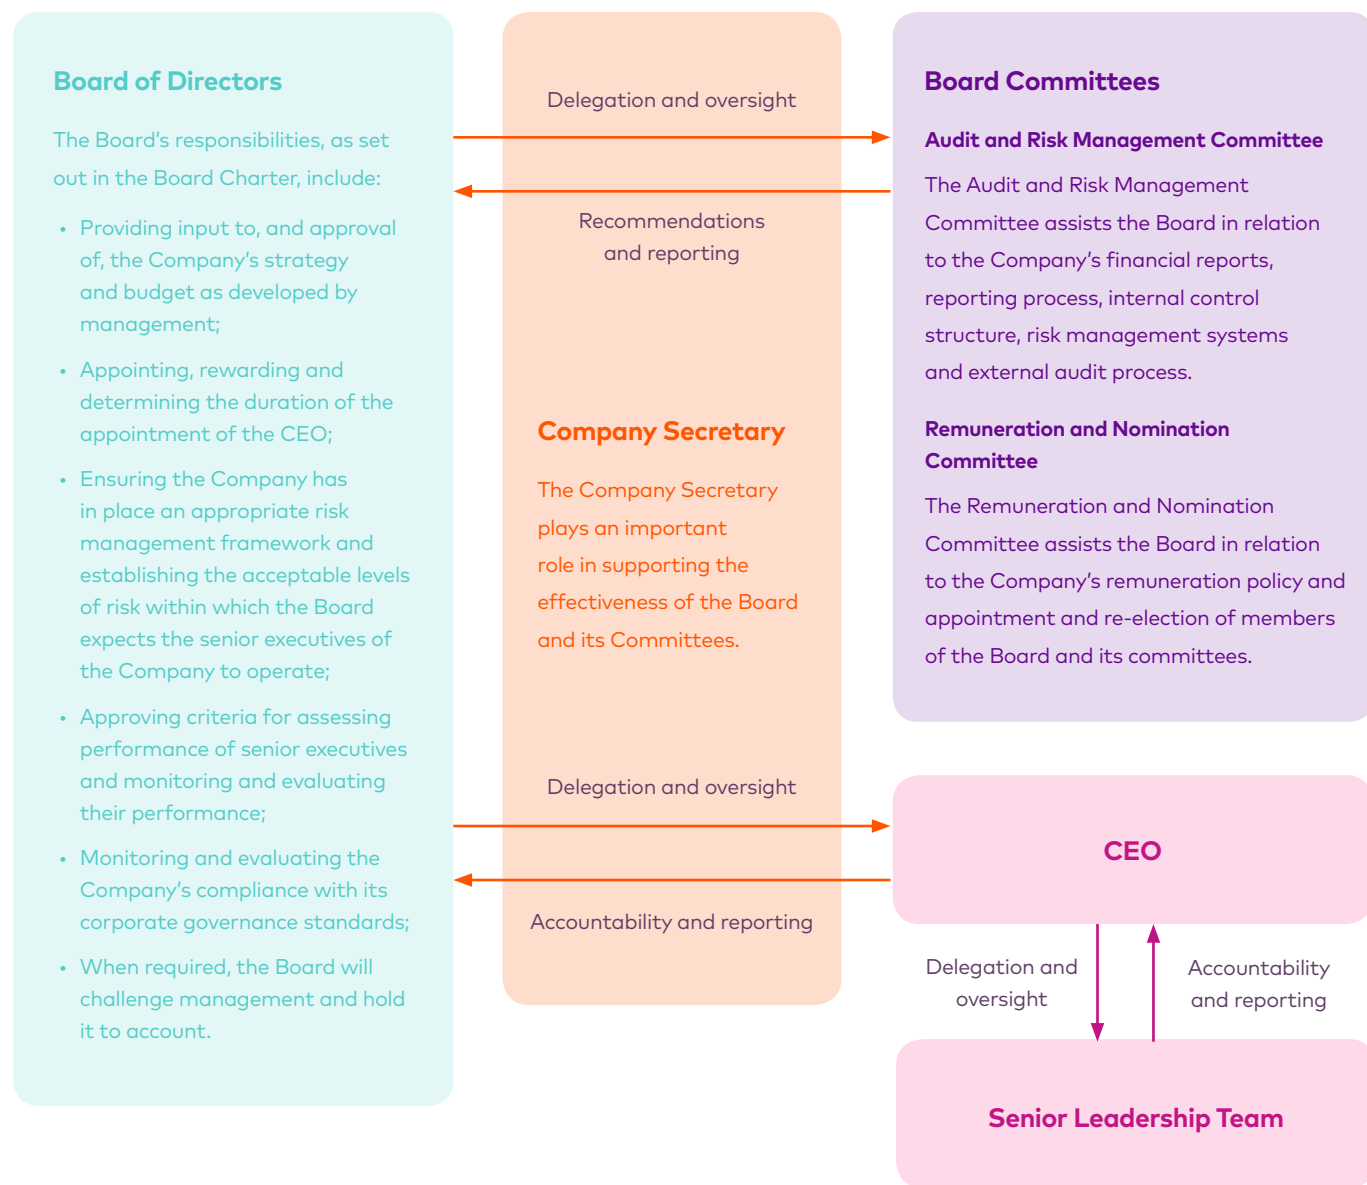 Board of Directors
The Board’s responsibilities, as set
out in the Board Charter, include:
• Providing input to, and approval
of, the Company’s strategy
and budget as developed by
management;
• Appointing, rewarding and
determining the duration of the
appointment of the CEO;
• Ensuring the Company has
in place an appropriate risk
management framework and
establishing the acceptable levels
of risk within which the Board
expects the senior executives of
the Company to operate;
• Approving criteria for assessing
performance of senior executives
and monitoring and evaluating
their performance;
• Monitoring and evaluating the
Company’s compliance with its
corporate governance standards;
• When required, the Board will
challenge management and hold
it to account.
Delegation and oversight
Recommendations
and reporting
Company Secretary
The Company Secretary
plays an important
role in supporting the
effectiveness of the Board
and its Committees.
Delegation and oversight
Accountability and reporting
Board Committees
Audit and Risk Management Committee
The Audit and Risk Management
Committee assists the Board in relation
to the Company’s financial reports,
reporting process, internal control
structure, risk management systems
and external audit process.
Remuneration and Nomination
Committee
The Remuneration and Nomination
Committee assists the Board in relation
to the Company’s remuneration policy and
appointment and re-election of members
of the Board and its committees.
CEO
Delegation and
oversight
Accountability
and reporting
Senior Leadership Team